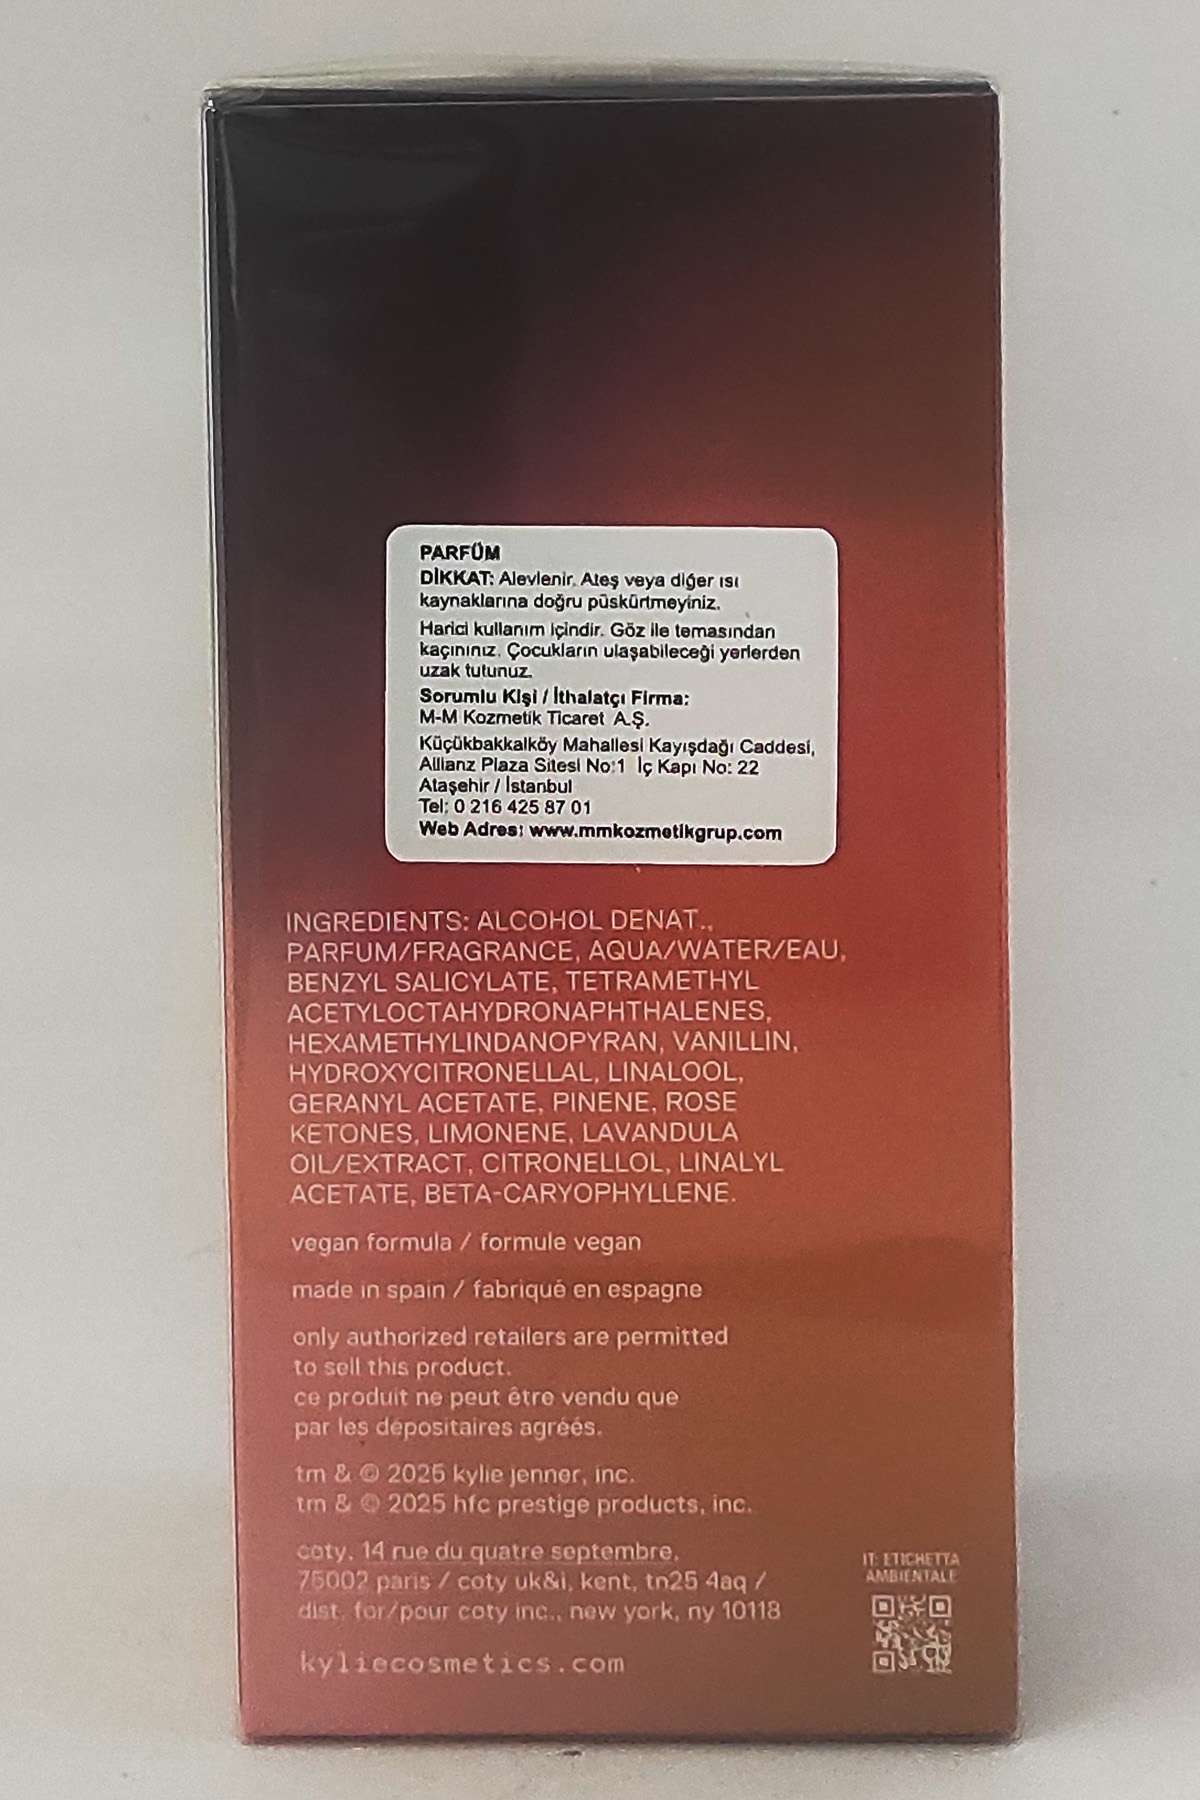 PARFÜM
DİKKAT: Alevlenir. Ateş veya diğer ısı
kaynaklarına doğru püskürtmeyiniz.
Harici kullanım içindir. Göz ile temasından
kaçınınız. Çocukların ulaşabileceği yerlerden
uzak tutunuz.
Sorumlu Kişi / İthalatçı Firma:
M-M Kozmetik Ticaret A.Ş.
Küçükbakkalköy Mahallesi Kayışdağı Caddesi,
Allianz Plaza Sitesi No:1 İç Kapı No: 22
Ataşehir / İstanbul
Tel: 0 216 425 87 01
Web Adres: www.mmkozmetikgrup.com
INGREDIENTS: ALCOHOL DENAT.,
PARFUM/FRAGRANCE, AQUA/WATER/EAU,
BENZYL SALICYLATE, TETRAMETHYL
ACETYLOCTAHYDRONAPHTHALENES,
HEXAMETHYLINDANOPYRAN, VANILLIN,
HYDROXYCITRONELLAL, LINALOOL,
GERANYL ACETATE, PINENE, ROSE
KETONES, LIMONENE, LAVANDULA
OIL/EXTRACT, CITRONELLOL, LINALYL
ACETATE, BETA-CARYOPHYLLENE.
vegan formula / formule vegan
made in spain / fabriqué en espagne
only authorized retailers are permitted
to sell this product.
ce produit ne peut être vendu que
par les dépositaires agréés.
tm & © 2025 kylie jenner, inc.
tm & © 2025 hfc prestige products, inc.
coty, 14 rue du quatre septembre,
75002 paris / coty uk&i, kent, tn25 4aq /
dist. for/pour coty inc., new york, ny 10118
kyliecosmetics.com
IT: ETICHETTA
AMBIENTALE